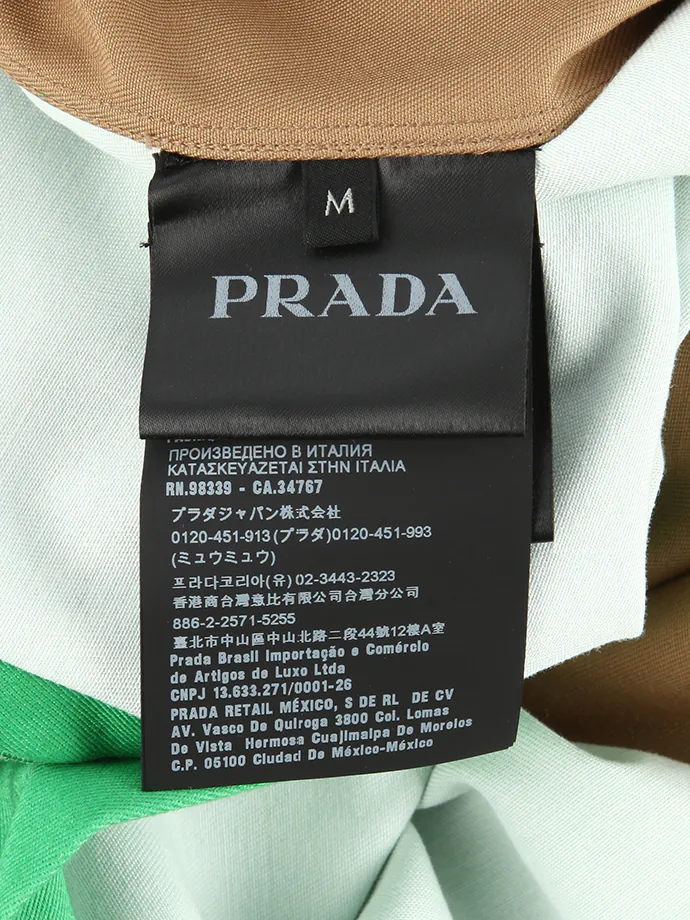 M
PRADA
ПРОИЗВЕДЕНО В ИТАЛИЯ
ΚΑΤΑΣΚΕΥΑΖΕΤΑΙ ΣΤΗΝ ΙΤΑΛΙΑ
RN.98339 - CA.34767
プラダジャパン株式会社
0120-451-913 (プラダ)0120-451-993
(ミュウミュウ)
프라다코리아(유) 02-3443-2323
香港商台灣意比有限公司台灣分公司
886-2-2571-5255
臺北市中山區中山北路二段44號12樓A室
Prada Brasil Importação e Comércio
de Artigos de Luxo Ltda
CNPJ 13.633.271/0001-26
PRADA RETAIL MÉXICO, S DE RL DE CV
AV. Vasco De Quiroga 3800 Col. Lomas
De Vista Hermosa Cuajimalpa De Morelos
C.P. 05100 Ciudad De México-México